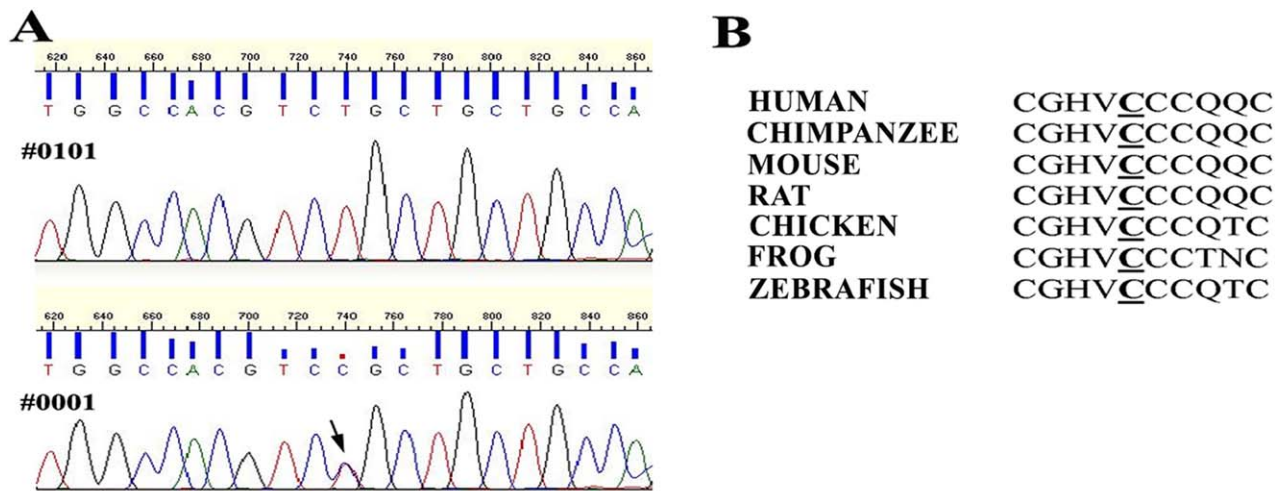 A
620 640 660 680 700 720 740 760 780 800 820 840 860
T G G C C A C G T C T G C T G C T G C C A
#0101
620 640 660 680 700 720 740 760 780 800 820 840 860
T G G C C A C G T C C G C T G C T G C C A
#0001
B
HUMAN CGHVCCCQQC
CHIMPANZEE CGHVCCCQQC
MOUSE CGHVCCCQQC
RAT CGHVCCCQQC
CHICKEN CGHVCCCQTC
FROG CGHVCCCTNC
ZEBRAFISH CGHVCCCQTC